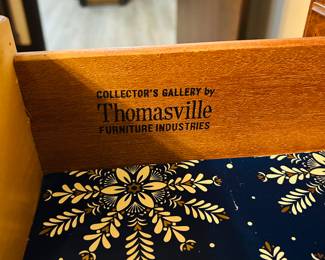 COLLECTOR'S GALLERY by
Thomasville
FURNITURE INDUSTRIES